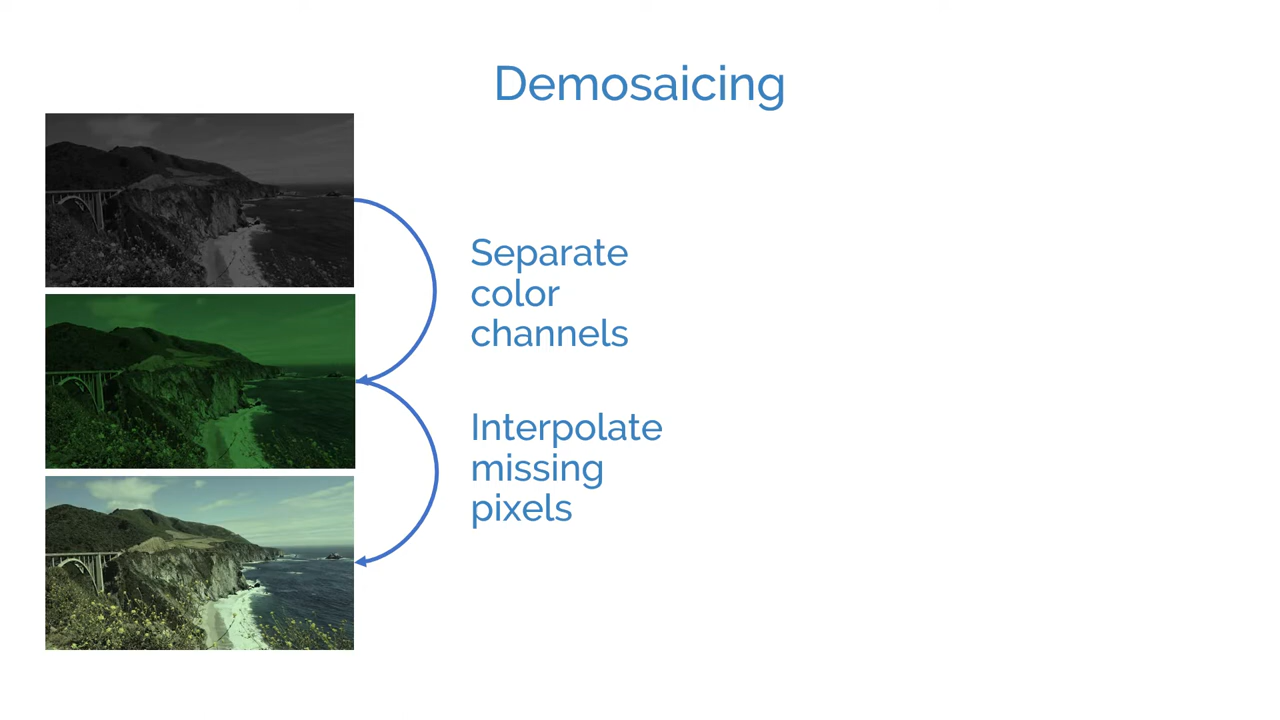 Demosaicing
Separate
color
channels
Interpolate
missing
pixels